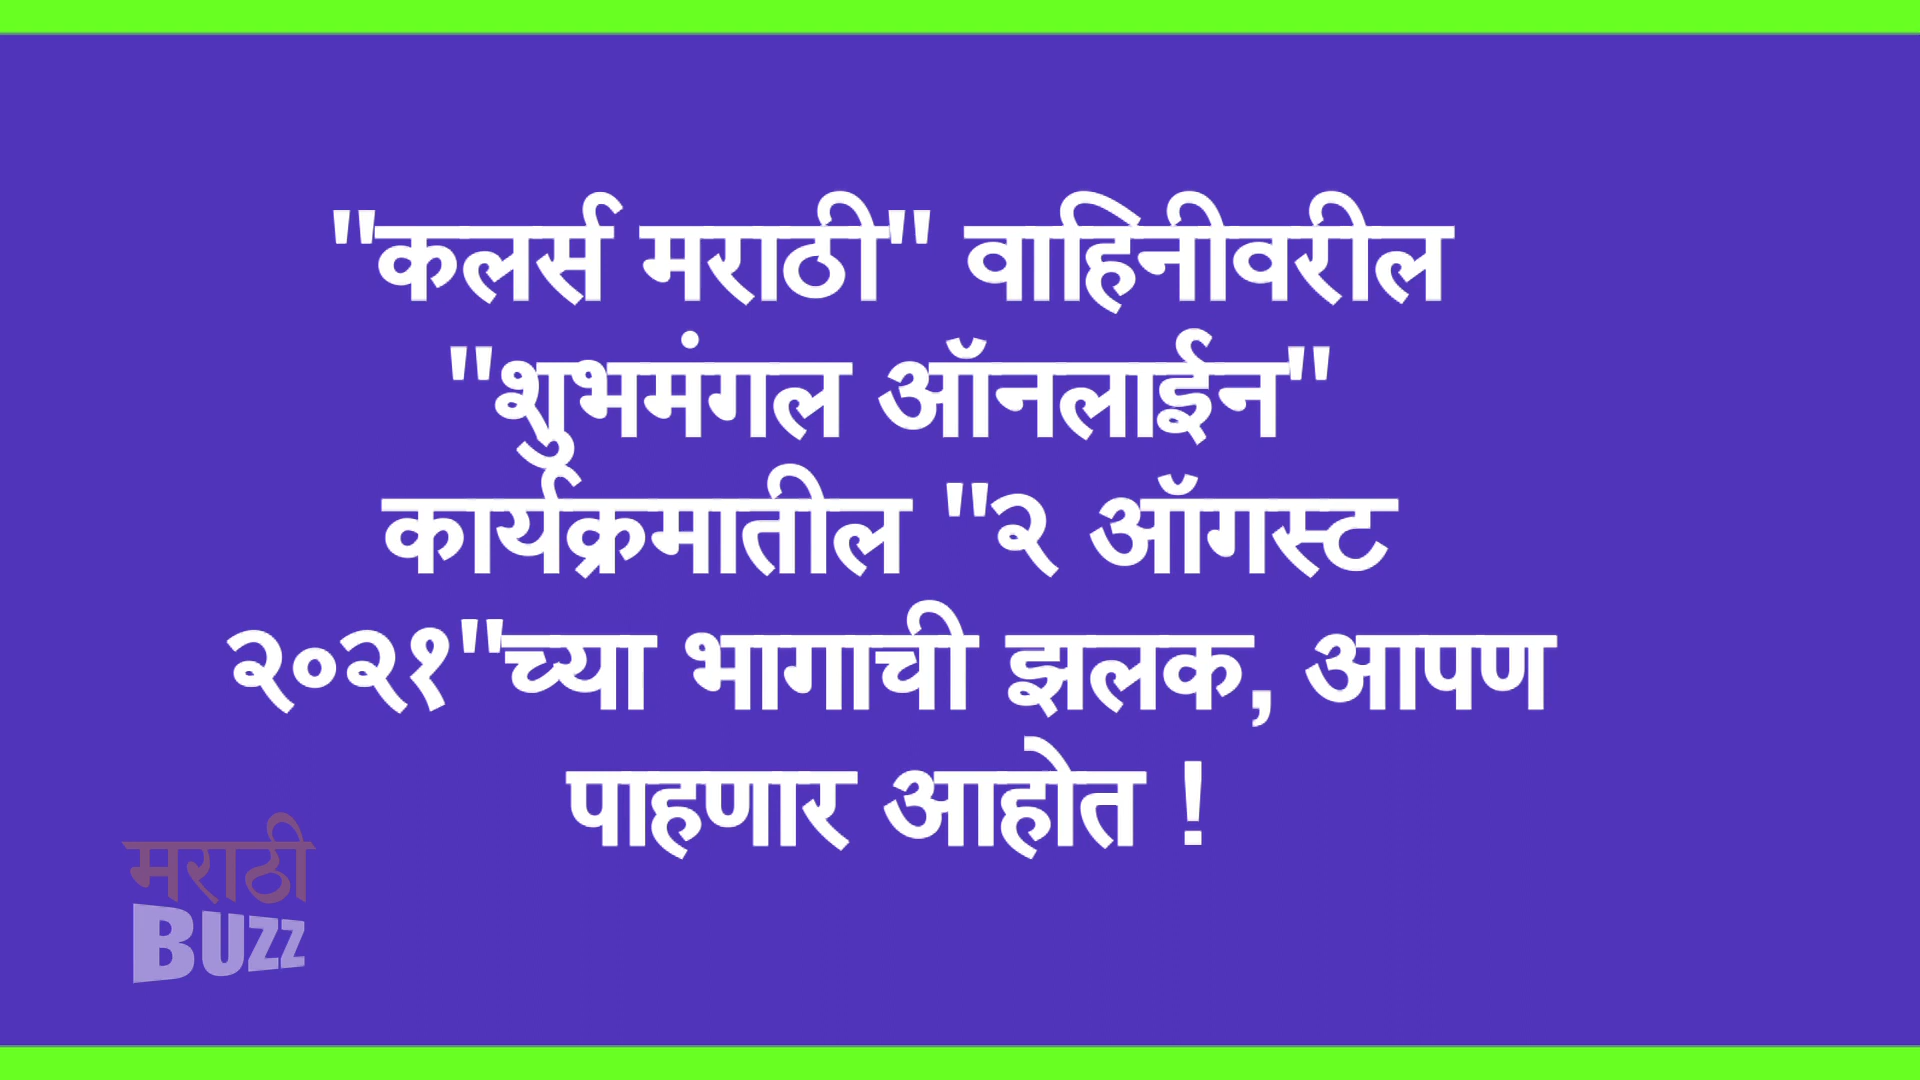 "कलर्स मराठी" वाहिनीवरील
"शुभमंगल ऑनलाईन"
कार्यक्रमातील "२ ऑगस्ट
२०२१"च्या भागाची झलक, आपण
पाहणार आहोत !
मराठी
BUZZ